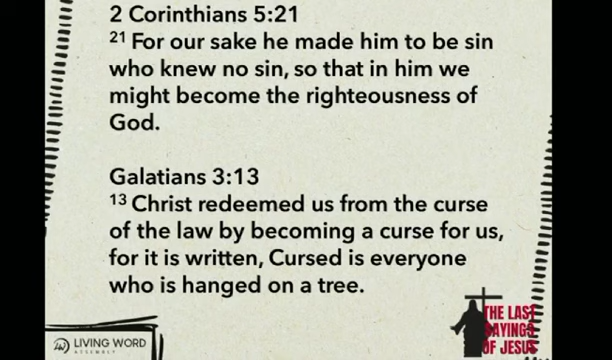 2 Corinthians 5:21
21 For our sake he made him to be sin
who knew no sin, so that in him we
might become the righteousness of
God.
Galatians 3:13
13 Christ redeemed us from the curse
of the law by becoming a curse for us,
for it is written, Cursed is everyone
who is hanged on a tree.
LIVING WORD
ASSEMBLY
THE LAST
SAYINGS
OF JESUS